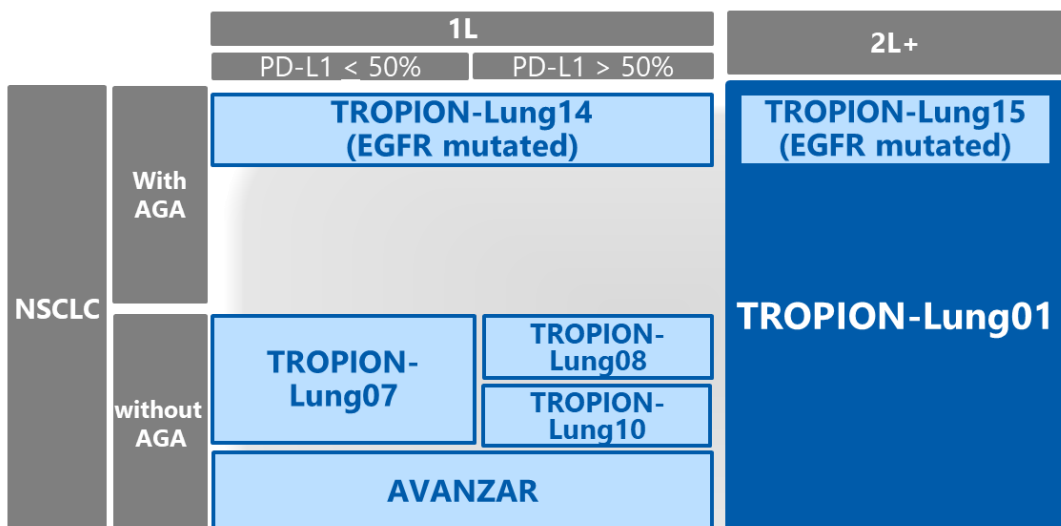 1L
2L+
PD-L1 < 50%
PD-L1 > 50%
NSCLC
With
AGA
TROPION-Lung14
(EGFR mutated)
TROPION-Lung15
(EGFR mutated)
TROPION-Lung01
without
AGA
TROPION-
Lung07
TROPION-
Lung08
TROPION-
Lung10
AVANZAR